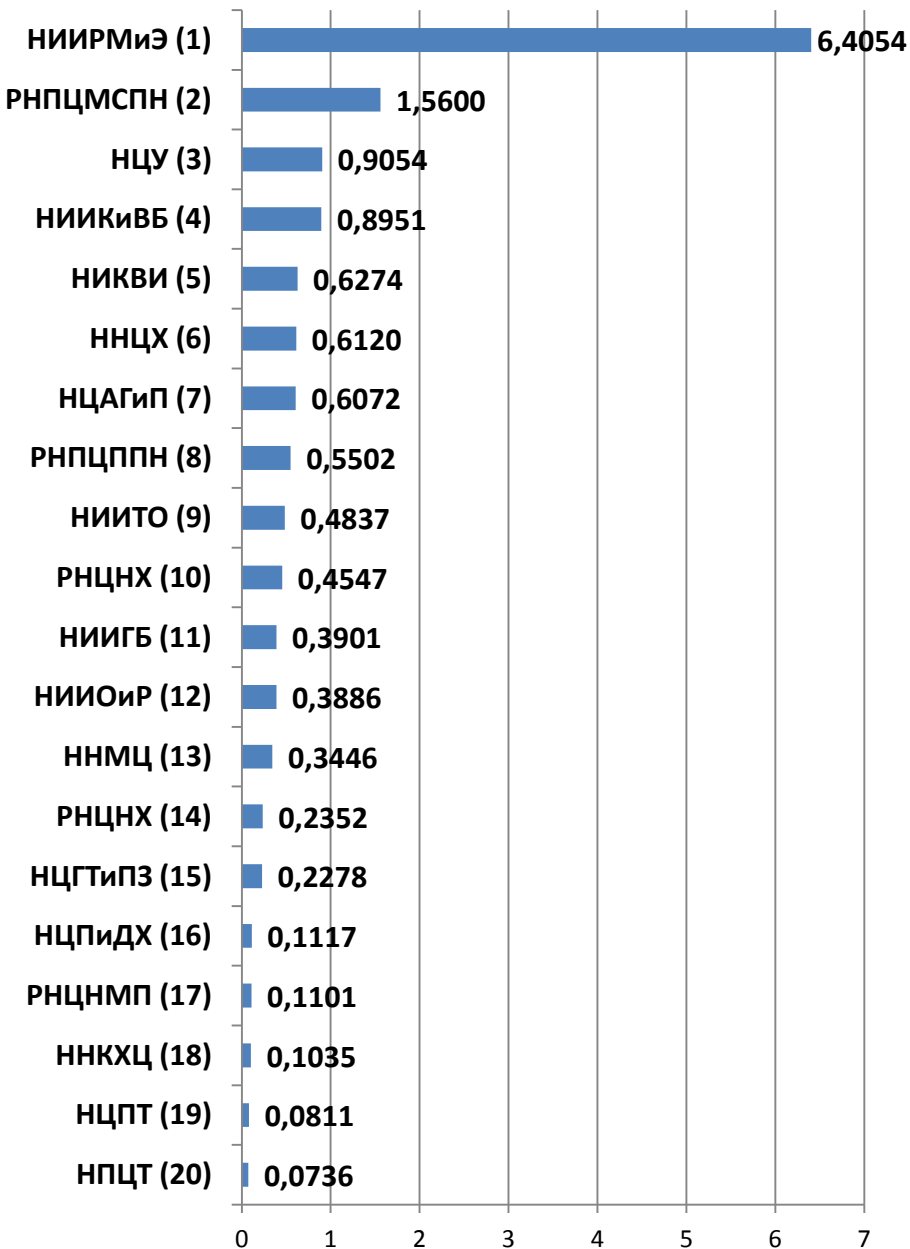 НИИРМиЭ (1) 6,4054
РНПЦМСПН (2) 1,5600
НЦУ (3) 0,9054
НИИКиВБ (4) 0,8951
НИКВИ (5) 0,6274
ННЦХ (6) 0,6120
НЦАГиП (7) 0,6072
РНПЦППН (8) 0,5502
НИИТО (9) 0,4837
РНЦНХ (10) 0,4547
НИИГБ (11) 0,3901
НИИОиР (12) 0,3886
ННМЦ (13) 0,3446
РНЦНХ (14) 0,2352
НЦГТиПЗ (15) 0,2278
НЦПиДХ (16) 0,1117
РНЦНМП (17) 0,1101
ННКХЦ (18) 0,1035
НЦПТ (19) 0,0811
НПЦТ (20) 0,0736
0 1 2 3 4 5 6 7